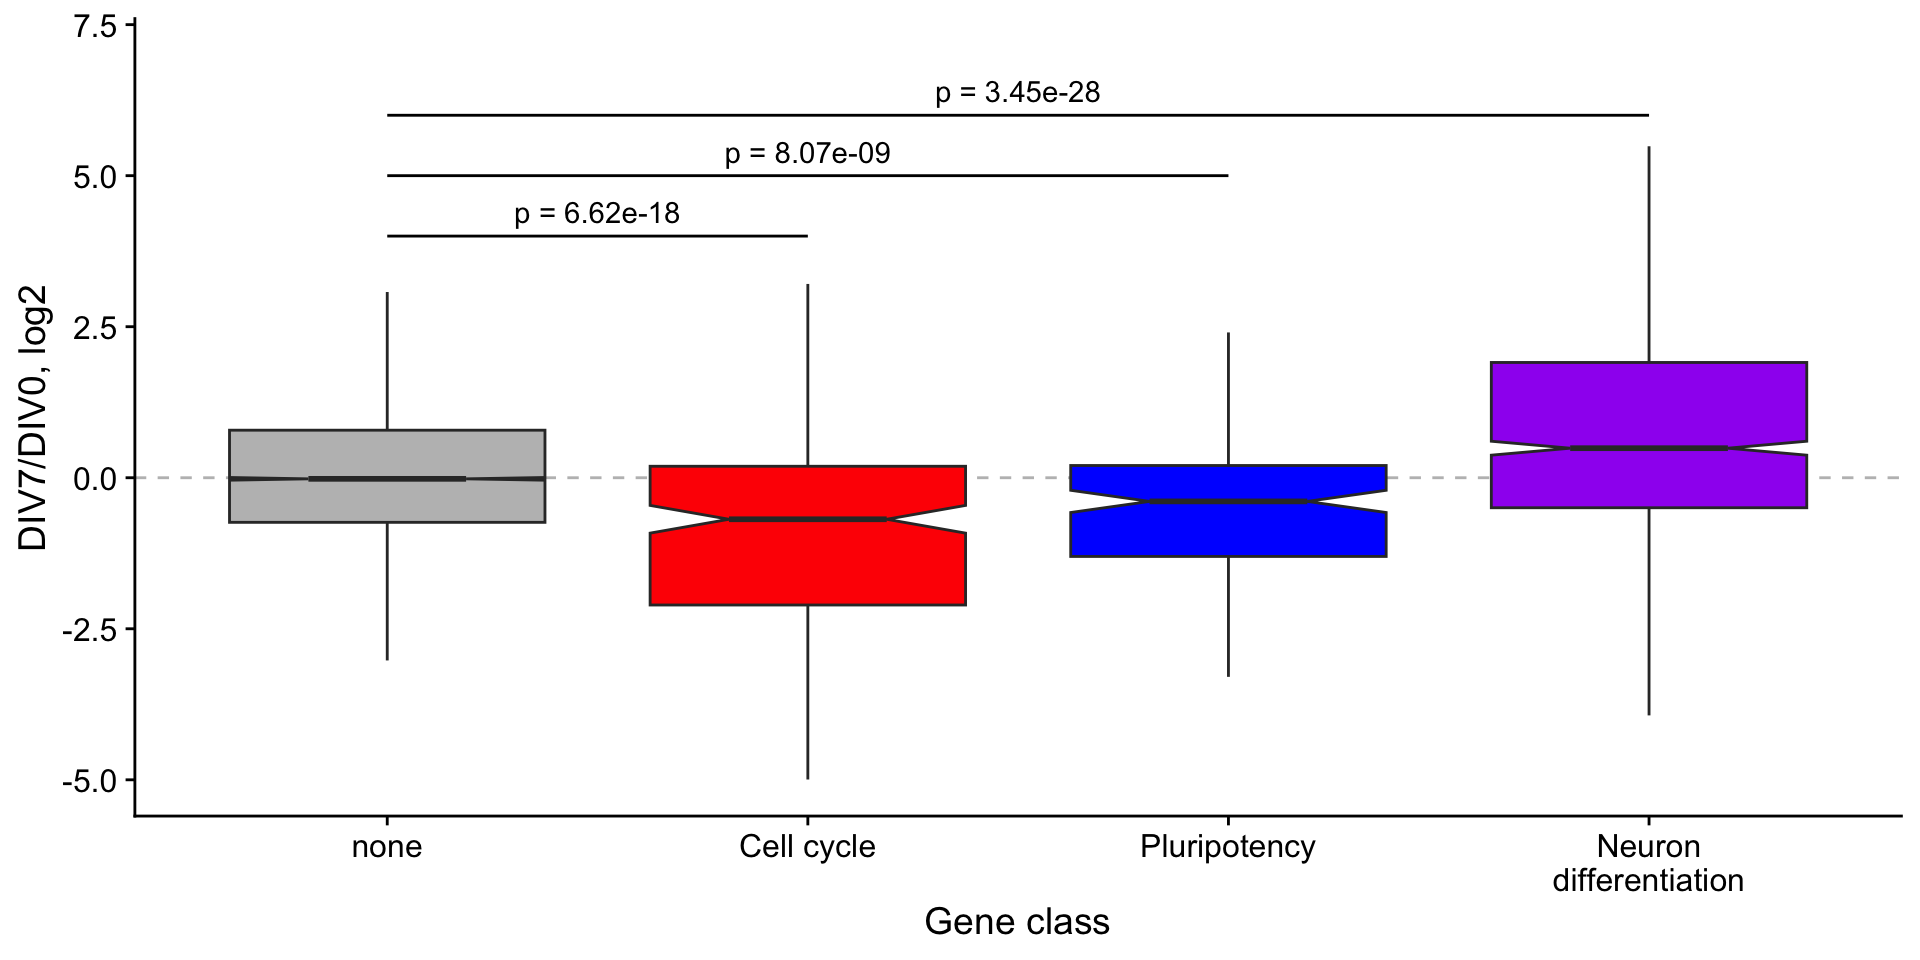 7.5
5.0
2.5
0.0
-2.5
-5.0
DIV7/DIV0, log2
p = 3.45e-28
p = 8.07e-09
p = 6.62e-18
none
Cell cycle
Pluripotency
Neuron
differentiation
Gene class